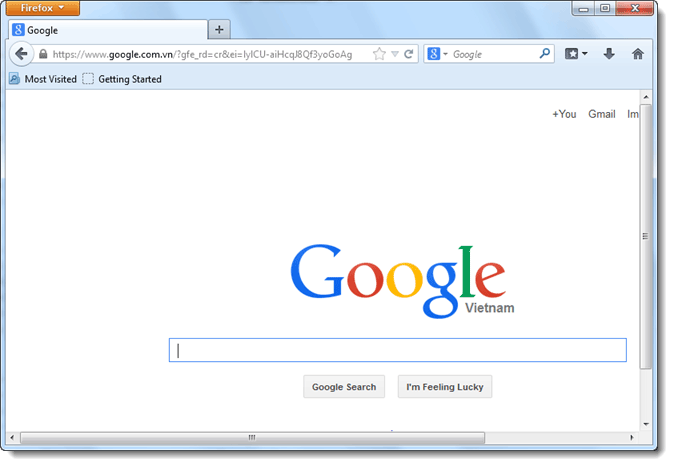 Firefox
Google
https://www.google.com.vn/?gfe_rd=cr&ei=IyICU-aiHcqJ8Qf3yoGoAg
Google
Most Visited
Getting Started
+You Gmail Im
Google
Vietnam
Google Search
I'm Feeling Lucky